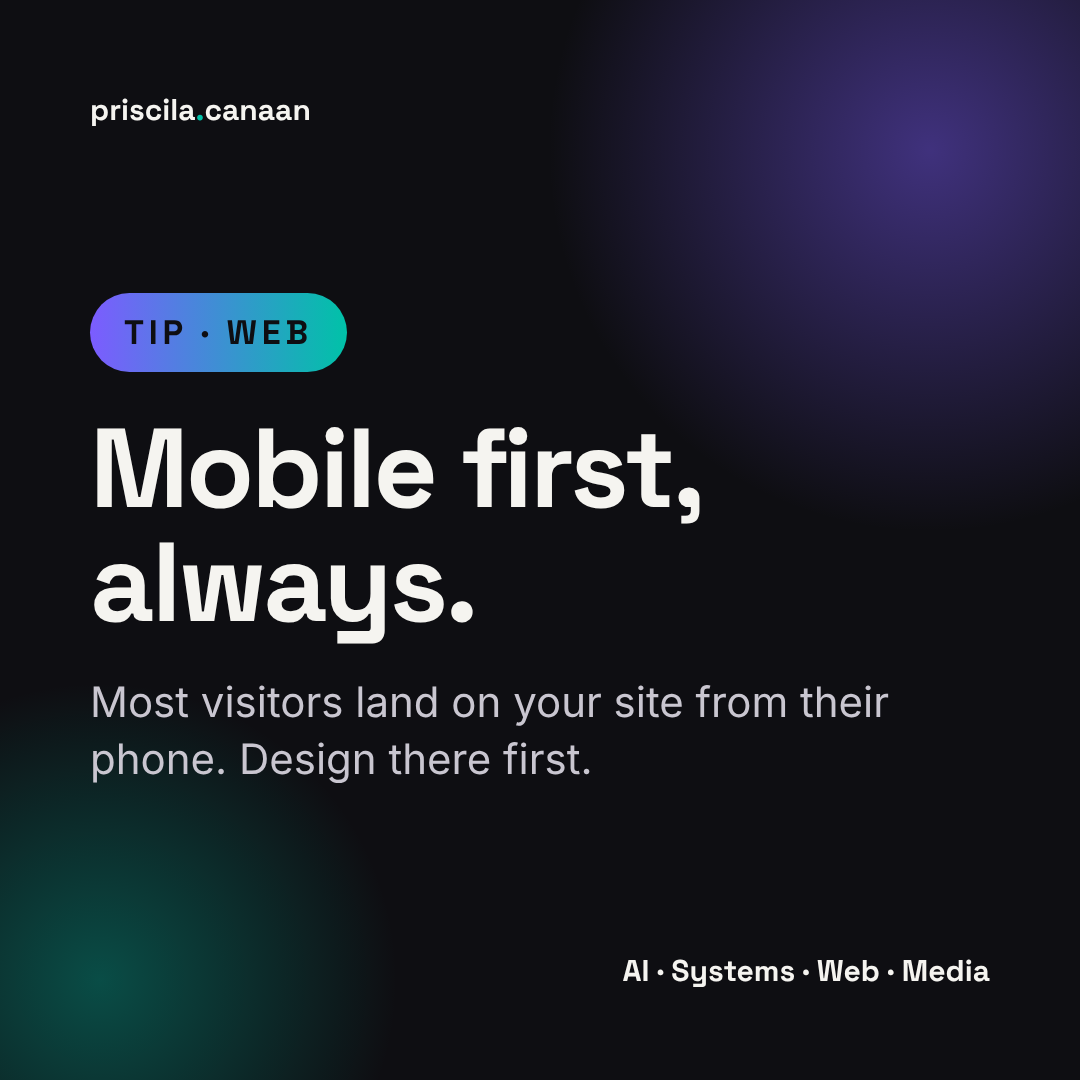 priscila.canaan
TIP · WEB
Mobile first,
always.
Most visitors land on your site from their
phone. Design there first.
AI · Systems · Web · Media